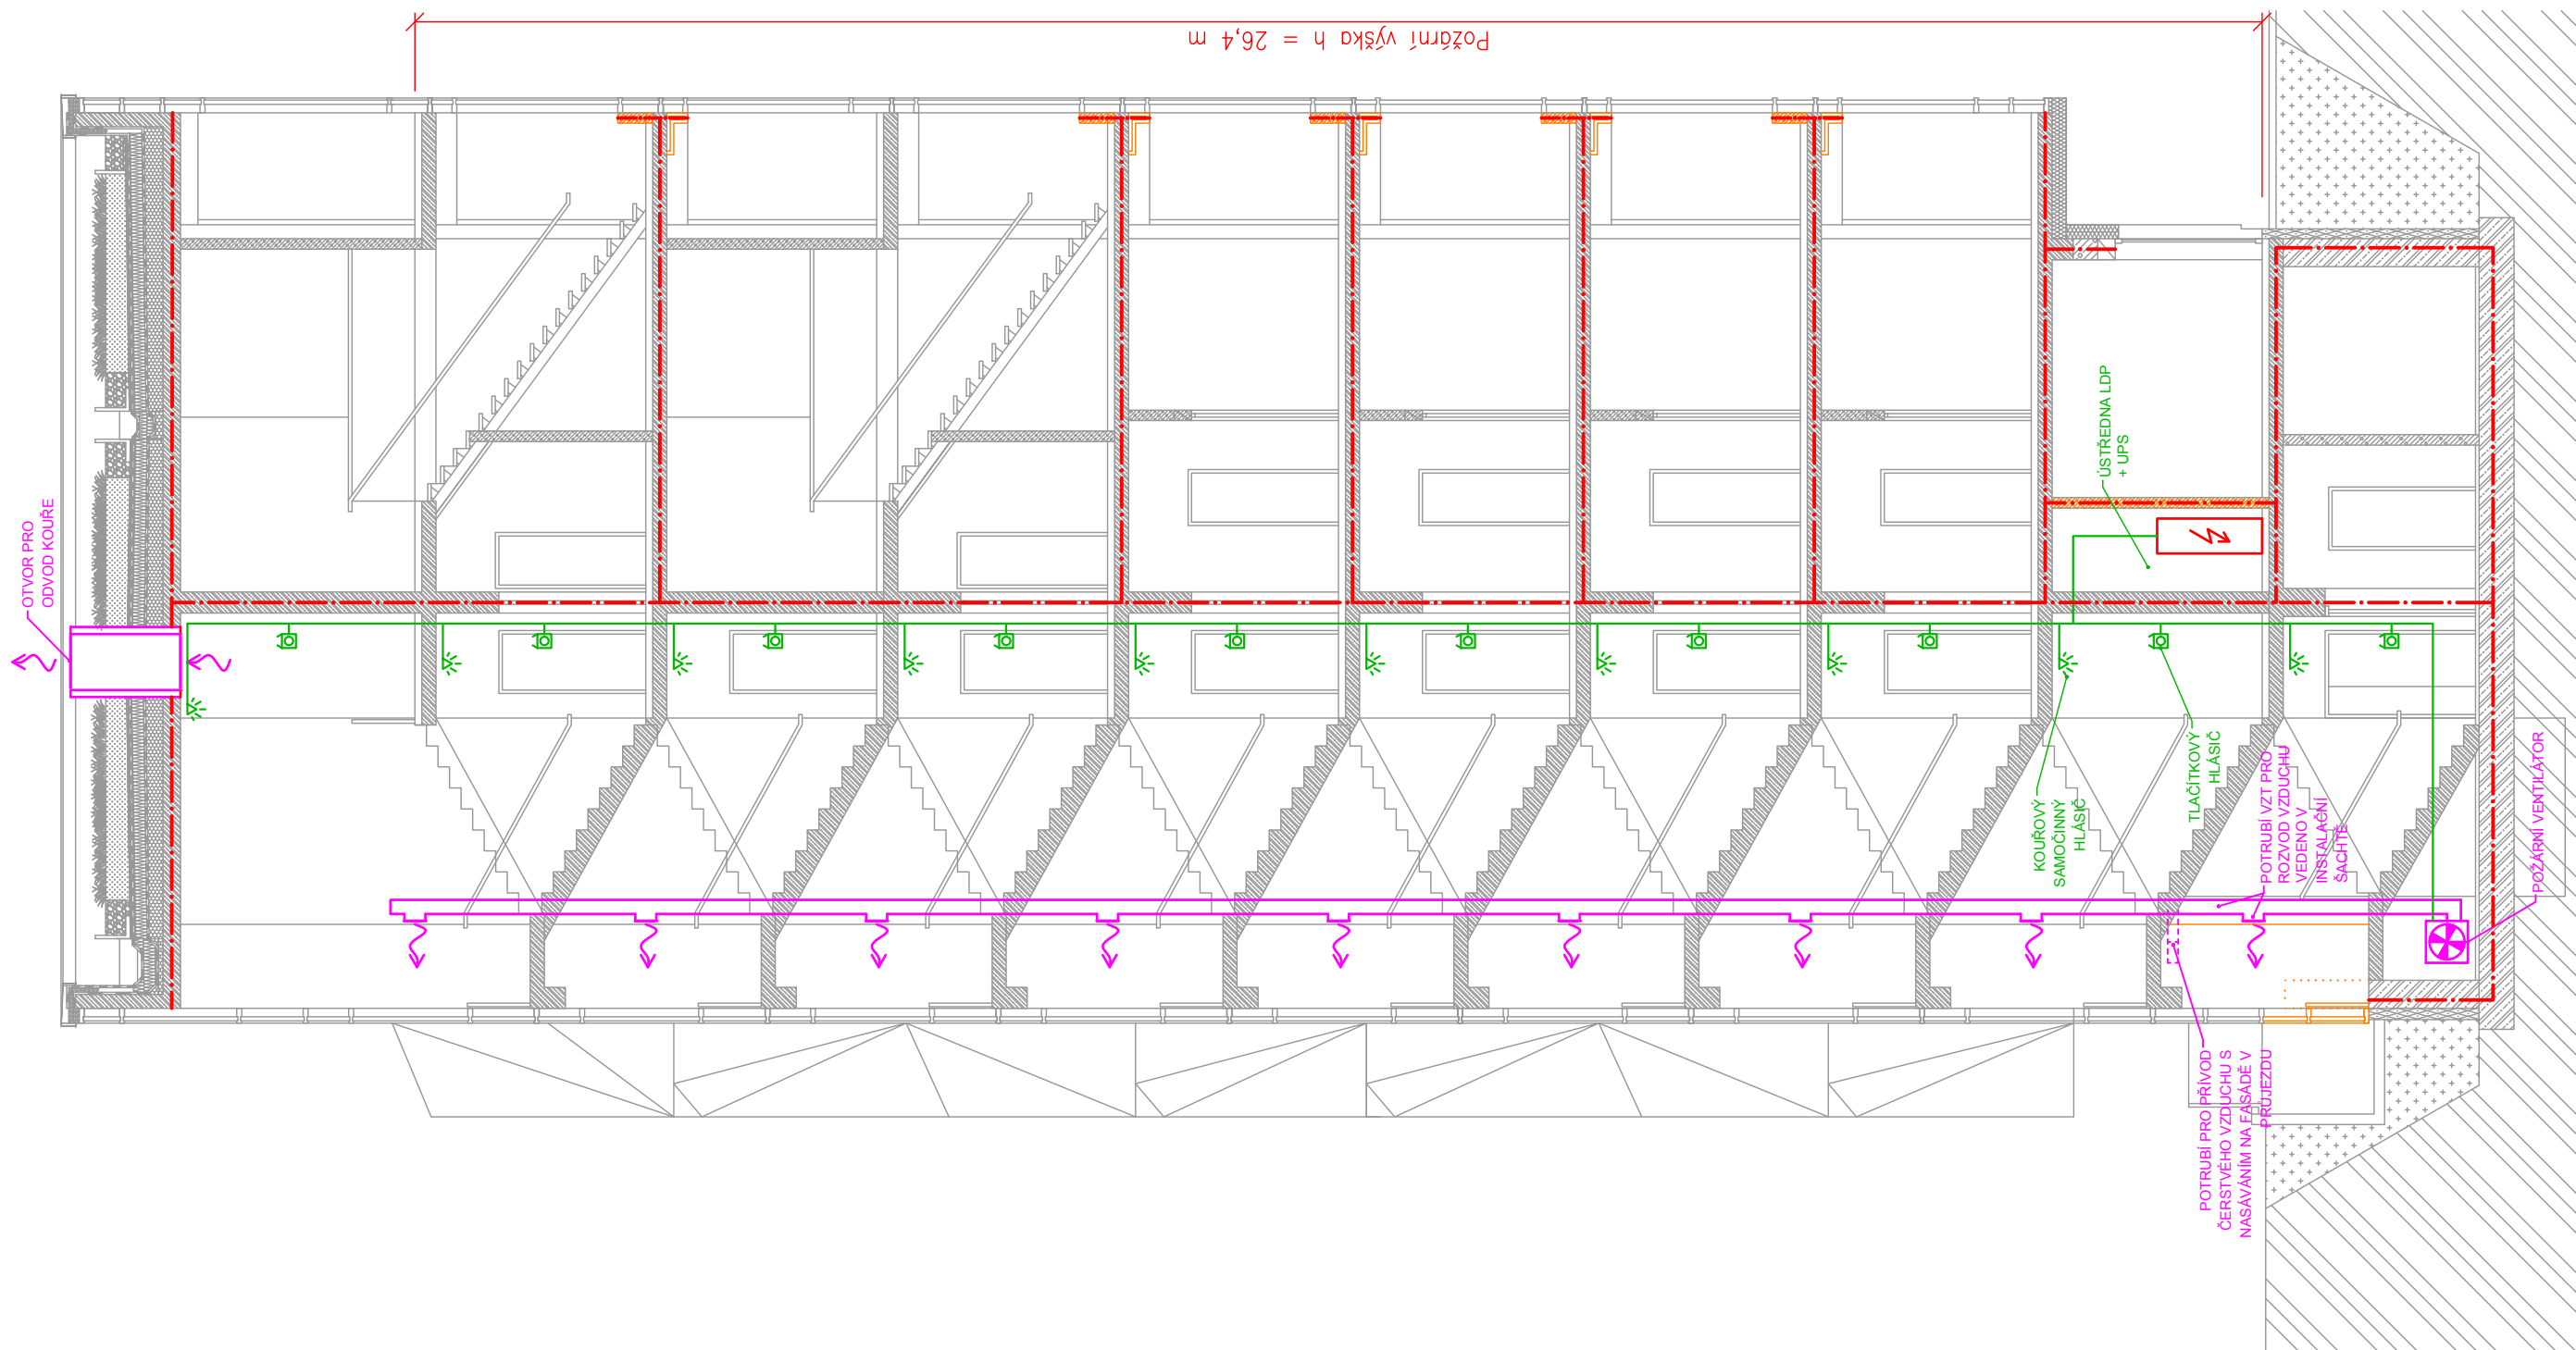 Požární výška h = 26,4 m
OTVOR PRO
ODVOD KOUŘE
ÚSTŘEDNA LDP
+ UPS
KOUŘOVÝ
SAMOČINNÝ
HLÁSIČ
TLAČÍTKOVÝ
HLÁSIČ
POTRUBÍ VZT PRO
ROZVOD VZDUCHU
VEDENO V
INSTALAČNÍ
ŠACHTĚ
POŽÁRNÍ VENTILÁTOR
POTRUBÍ PRO PŘÍVOD
ČERSTVÉHO VZDUCHU S
NASÁVÁNÍM NA FASÁDĚ V
PRŮJEZDU